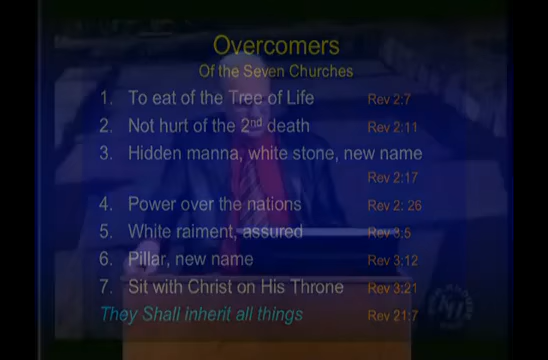 Overcomers
Of the Seven Churches
1. To eat of the Tree of Life Rev 2:7
2. Not hurt of the 2nd death Rev 2:11
3. Hidden manna, white stone, new name
Rev 2:17
4. Power over the nations Rev 2: 26
5. White raiment, assured Rev 3:5
6. Pillar, new name Rev 3:12
7. Sit with Christ on His Throne Rev 3:21
They Shall inherit all things Rev 21:7